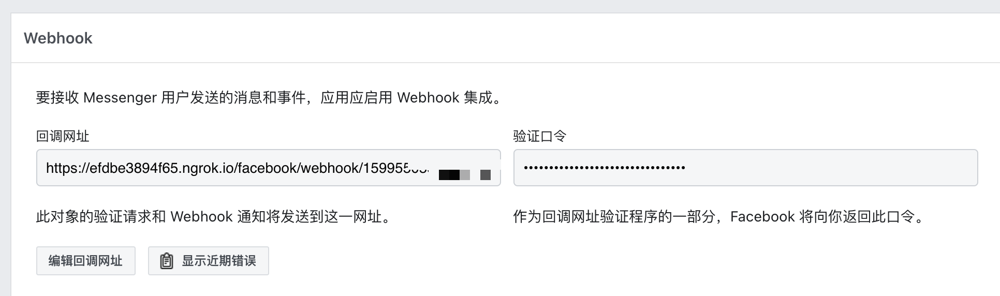 Webhook
要接收 Messenger 用户发送的消息和事件，应用应启用 Webhook 集成。
回调网址
验证口令
https://efdbe3894f65.ngrok.io/facebook/webhook/15995
••••••••••••••••••••••••••••••••
此对象的验证请求和 Webhook 通知将发送到这一网址。
作为回调网址验证程序的一部分，Facebook 将向你返回此口令。
编辑回调网址
显示近期错误